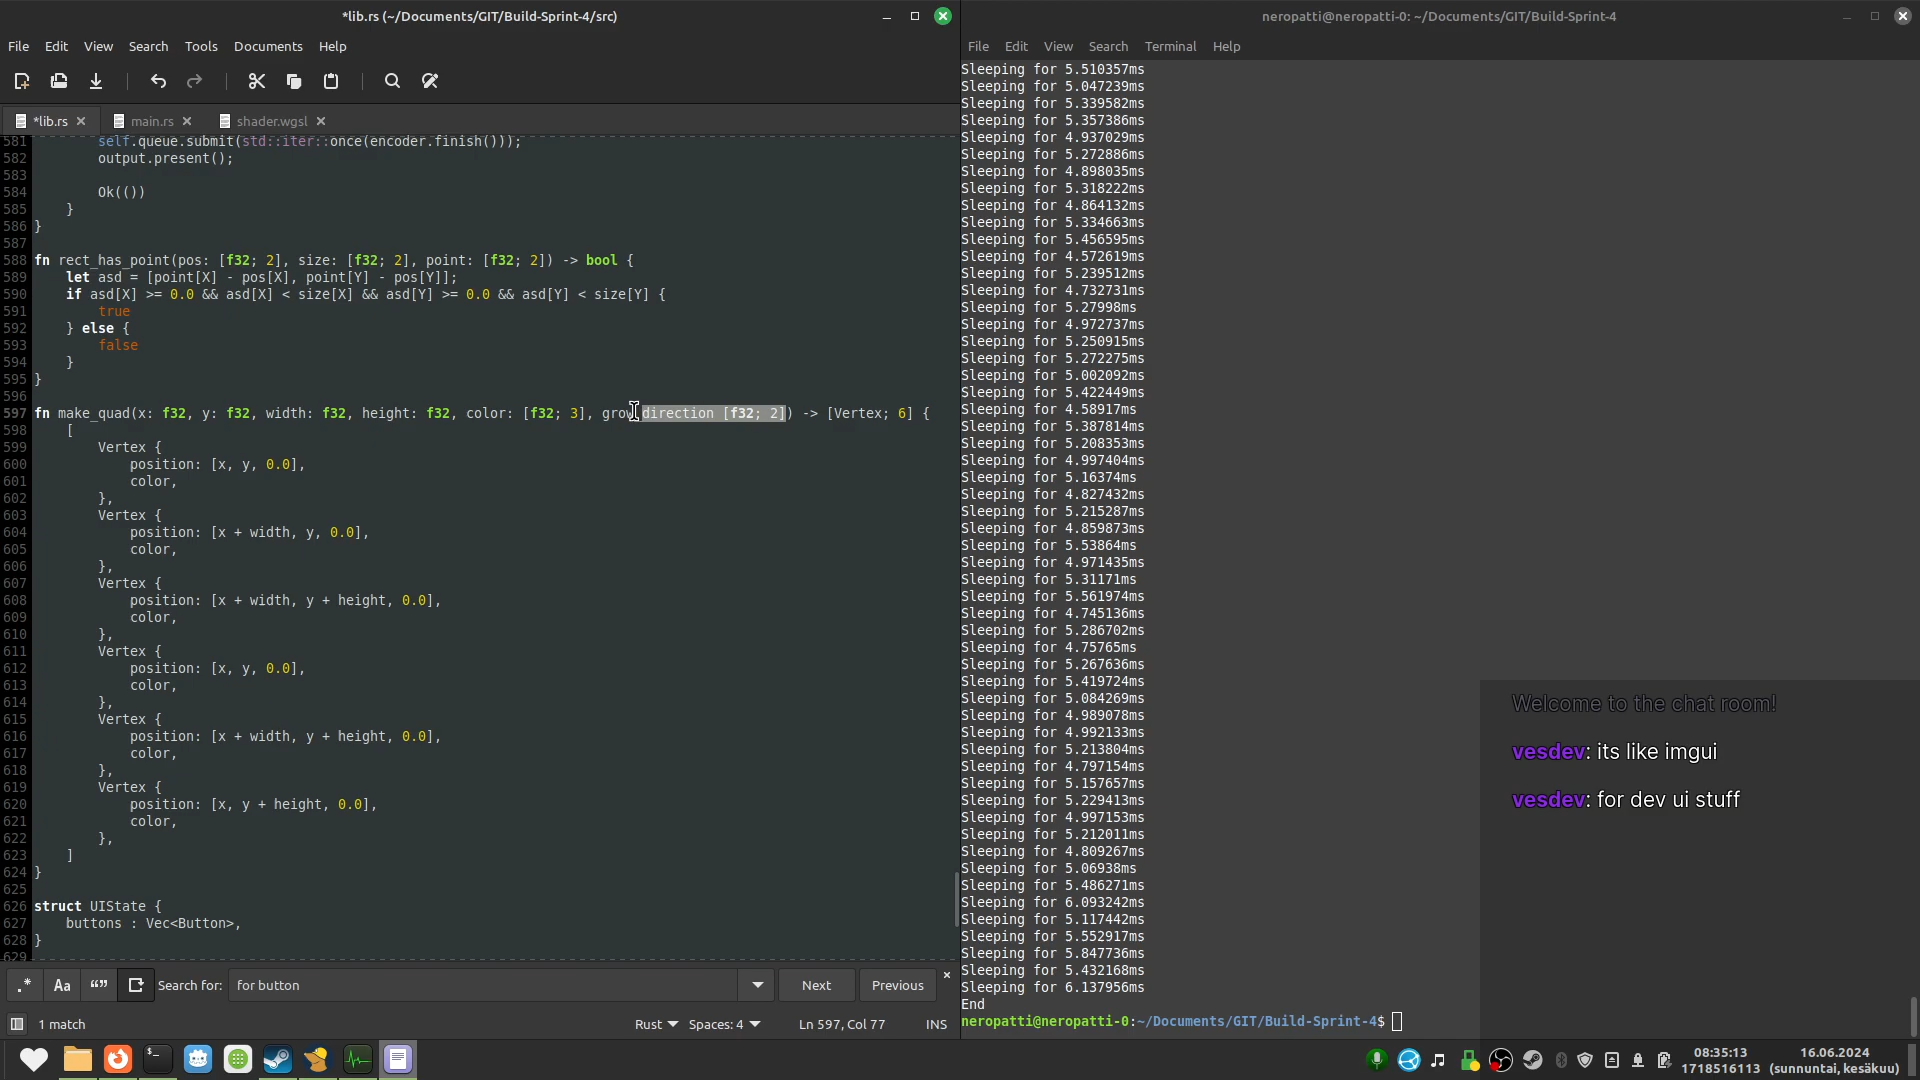 *lib.rs (~/Documents/GIT/Build-Sprint-4/src)
File Edit View Search Tools Documents Help
*lib.rs main.rs shader.wgsl
581 self.queue.submit(std::iter::once(encoder.finish()));
582 output.present();
583
584 Ok(())
585 }
586 }
587
588 fn rect_has_point(pos: [f32; 2], size: [f32; 2], point: [f32; 2]) -> bool {
589 let asd = [point[X] - pos[X], point[Y] - pos[Y]];
590 if asd[X] >= 0.0 && asd[X] < size[X] && asd[Y] >= 0.0 && asd[Y] < size[Y] {
591 true
592 } else {
593 false
594 }
595 }
596
597 fn make_quad(x: f32, y: f32, width: f32, height: f32, color: [f32; 3], grow direction [f32; 2]) -> [Vertex; 6] {
598 [
599 Vertex {
600 position: [x, y, 0.0],
601 color,
602 },
603 Vertex {
604 position: [x + width, y, 0.0],
605 color,
606 },
607 Vertex {
608 position: [x + width, y + height, 0.0],
609 color,
610 },
611 Vertex {
612 position: [x, y, 0.0],
613 color,
614 },
615 Vertex {
616 position: [x + width, y + height, 0.0],
617 color,
618 },
619 Vertex {
620 position: [x, y + height, 0.0],
621 color,
622 },
623 ]
624 }
625
626 struct UIState {
627 buttons : Vec<Button>,
628 }
629
.* Aa “” Search for: for button Next Previous
1 match Rust Spaces: 4 Ln 597, Col 77 INS
neropatti@neropatti-0: ~/Documents/GIT/Build-Sprint-4
File Edit View Search Terminal Help
Sleeping for 5.510357ms
Sleeping for 5.047239ms
Sleeping for 5.339582ms
Sleeping for 5.357386ms
Sleeping for 4.937029ms
Sleeping for 5.272886ms
Sleeping for 4.898035ms
Sleeping for 5.318222ms
Sleeping for 4.864132ms
Sleeping for 5.334663ms
Sleeping for 5.456595ms
Sleeping for 4.572619ms
Sleeping for 5.239512ms
Sleeping for 4.732731ms
Sleeping for 5.27998ms
Sleeping for 4.972737ms
Sleeping for 5.250915ms
Sleeping for 5.272275ms
Sleeping for 5.002092ms
Sleeping for 5.422449ms
Sleeping for 4.58917ms
Sleeping for 5.387814ms
Sleeping for 5.208353ms
Sleeping for 4.997404ms
Sleeping for 5.16374ms
Sleeping for 4.827432ms
Sleeping for 5.215287ms
Sleeping for 4.859873ms
Sleeping for 5.53864ms
Sleeping for 4.971435ms
Sleeping for 5.31171ms
Sleeping for 5.561974ms
Sleeping for 4.745136ms
Sleeping for 5.286702ms
Sleeping for 4.75765ms
Sleeping for 5.267636ms
Sleeping for 5.419724ms
Sleeping for 5.084269ms
Sleeping for 4.989078ms
Sleeping for 4.992133ms
Sleeping for 5.213804ms
Sleeping for 4.797154ms
Sleeping for 5.157657ms
Sleeping for 5.229413ms
Sleeping for 4.997153ms
Sleeping for 5.212011ms
Sleeping for 4.809267ms
Sleeping for 5.06938ms
Sleeping for 5.486271ms
Sleeping for 6.093242ms
Sleeping for 5.117442ms
Sleeping for 5.552917ms
Sleeping for 5.847736ms
Sleeping for 5.432168ms
Sleeping for 6.137956ms
End
neropatti@neropatti-0:~/Documents/GIT/Build-Sprint-4$
Welcome to the chat room!
vesdev: its like imgui
vesdev: for dev ui stuff
08:35:13 16.06.2024
1718516113 (sunnuntai, kesäkuu)